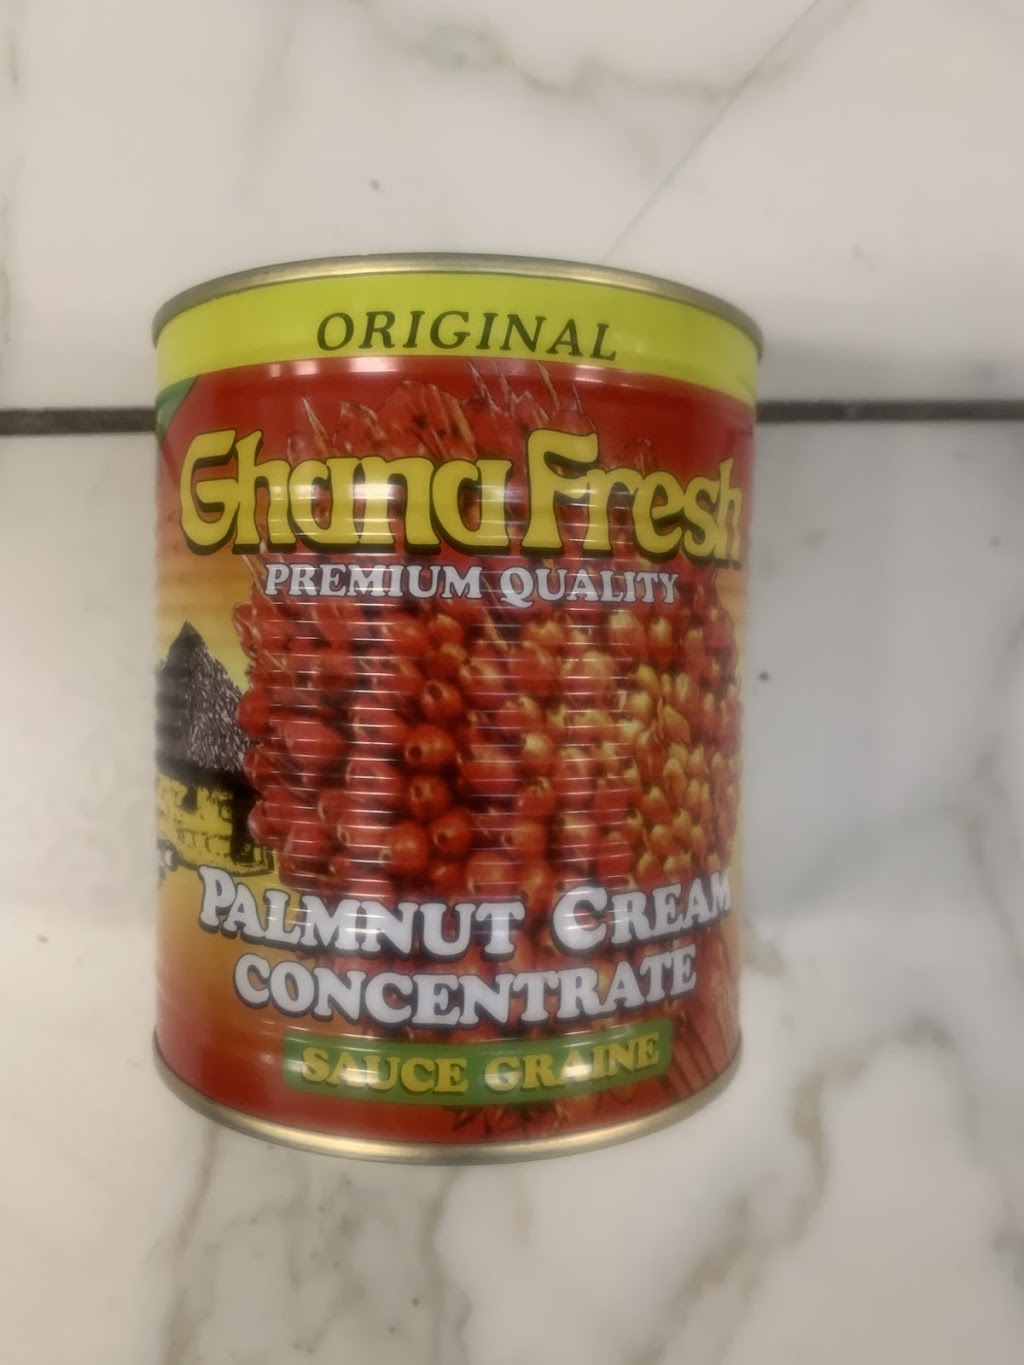 ORIGINAL
Ghana Fresh
PREMIUM QUALITY
PALMNUT CREAM
CONCENTRATE
SAUCE GRAINE